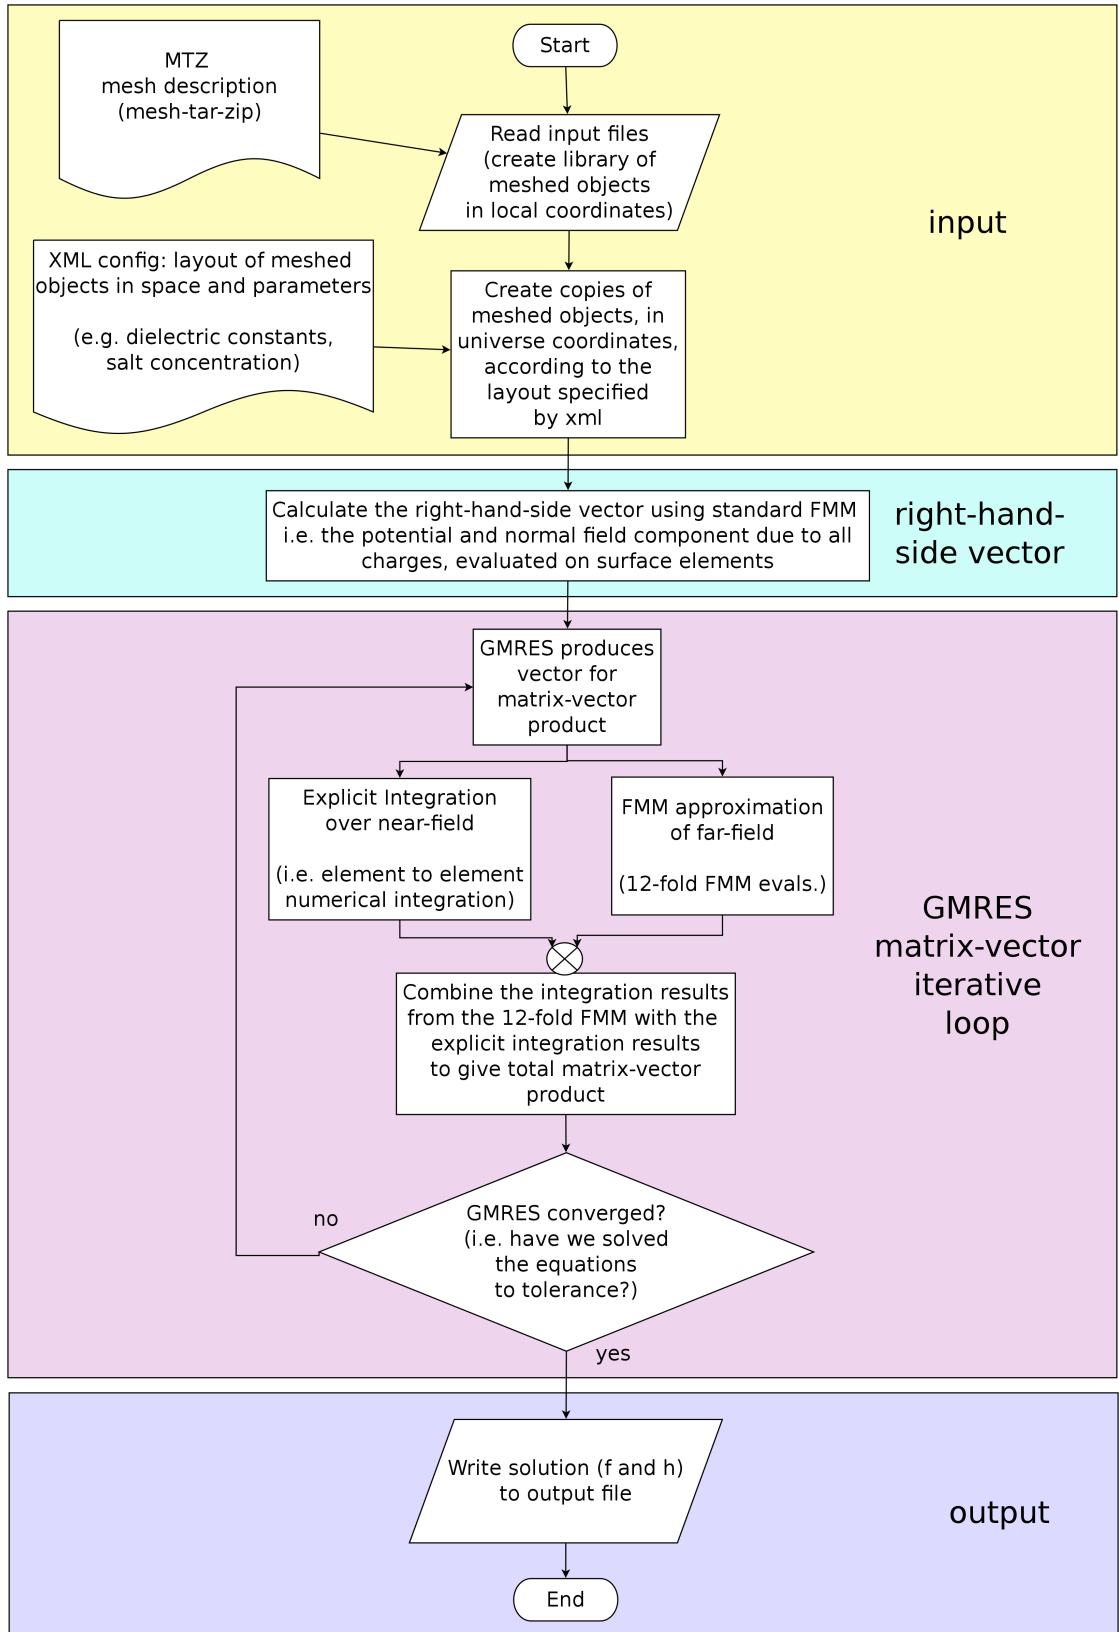 MTZ
mesh description
(mesh-tar-zip)
Start
Read input files
(create library of
meshed objects
in local coordinates)
input
XML config: layout of meshed
objects in space and parameters
(e.g. dielectric constants,
salt concentration)
Create copies of
meshed objects, in
universe coordinates,
according to the
layout specified
by xml
Calculate the right-hand-side vector using standard FMM
i.e. the potential and normal field component due to all
charges, evaluated on surface elements
right-hand-
side vector
GMRES produces
vector for
matrix-vector
product
Explicit Integration
over near-field
(i.e. element to element
numerical integration)
FMM approximation
of far-field
(12-fold FMM evals.)
GMRES
matrix-vector
iterative
loop
Combine the integration results
from the 12-fold FMM with the
explicit integration results
to give total matrix-vector
product
no
GMRES converged?
(i.e. have we solved
the equations
to tolerance?)
yes
Write solution (f and h)
to output file
output
End